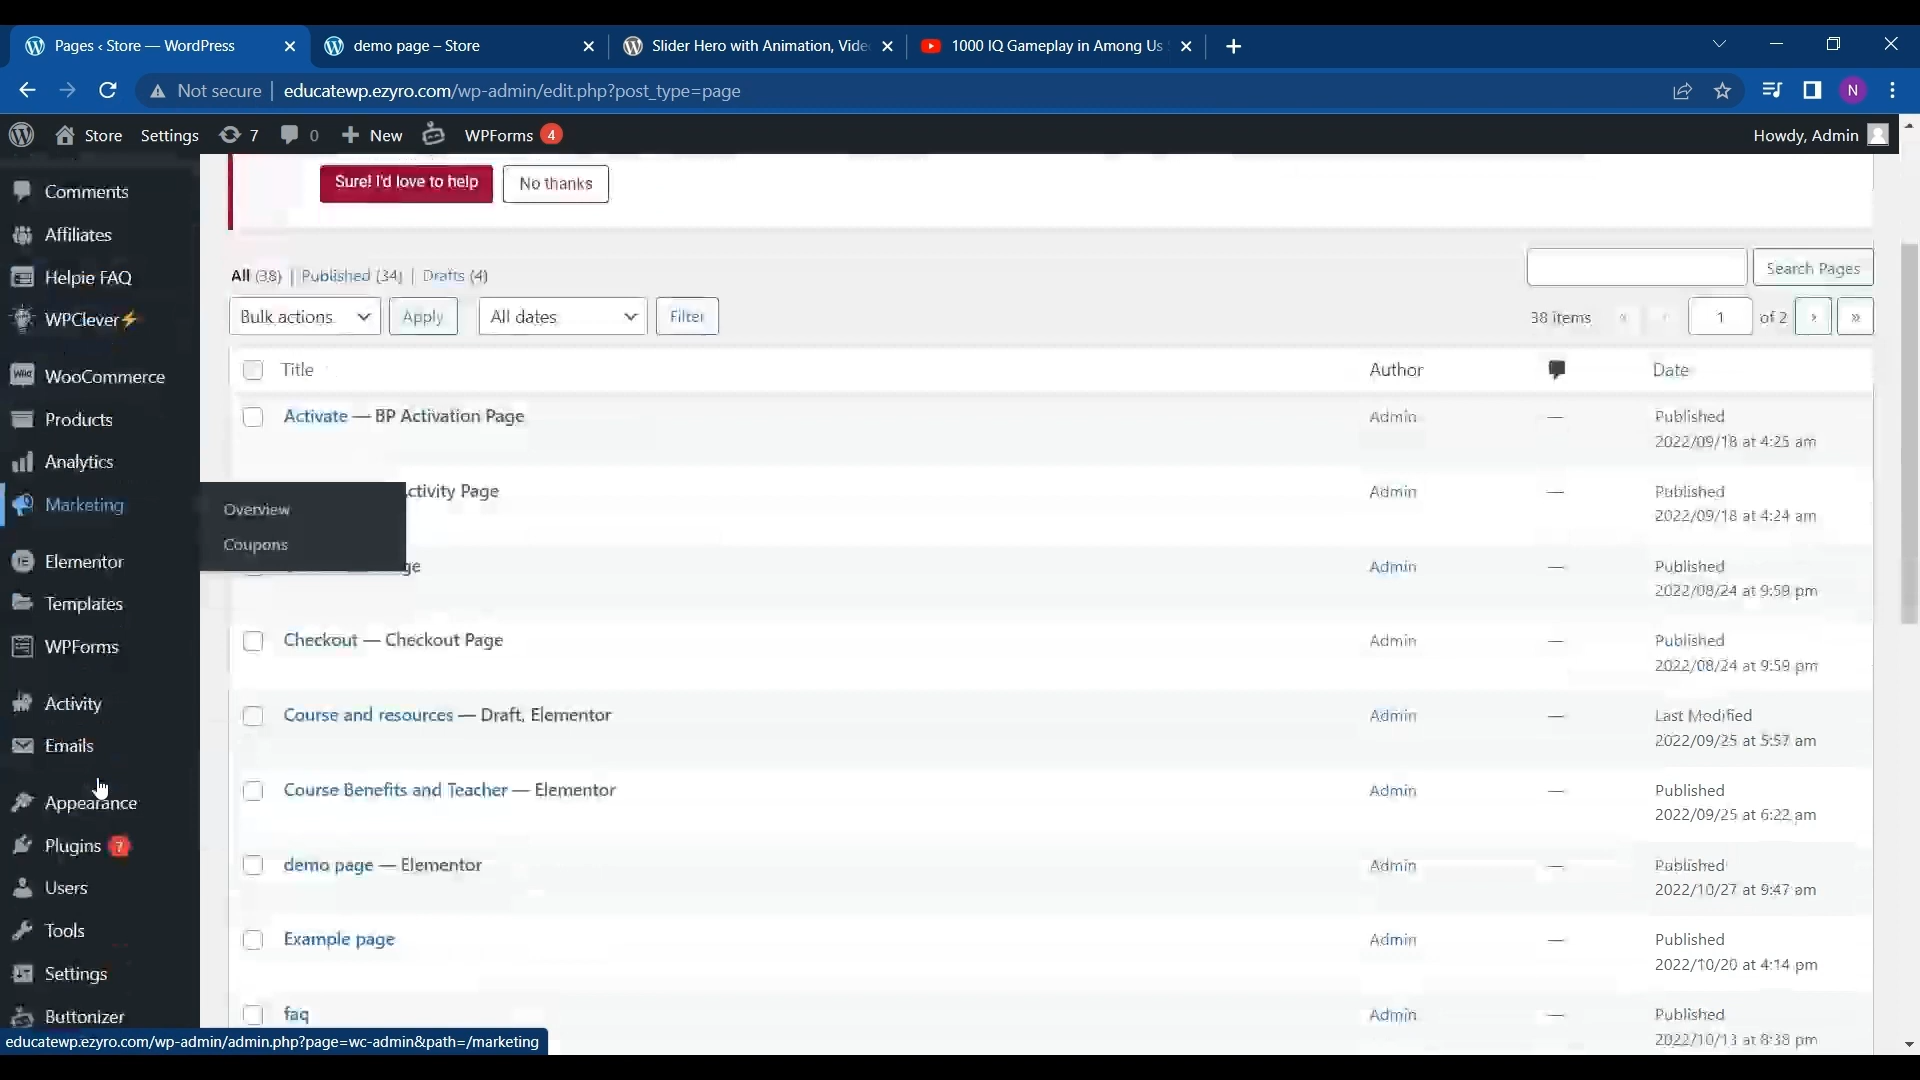 Pages ‹ Store — WordPress
demo page – Store
Slider Hero with Animation, Vide
1000 IQ Gameplay in Among Us
Not secure
educatewp.ezyro.com/wp-admin/edit.php?post_type=page
N
Store
Settings
7
0
New
WPForms 4
Howdy, Admin
Comments
Affiliates
Helpie FAQ
WPClever⚡
WooCommerce
Products
Analytics
Marketing
Overview
Coupons
Elementor
Templates
WPForms
Activity
Emails
Appearance
Plugins 7
Users
Tools
Settings
Buttonizer
educatewp.ezyro.com/wp-admin/admin.php?page=wc-admin&path=/marketing
Sure! I'd love to help
No thanks
All (38) | Published (34) | Drafts (4)
Search Pages
Bulk actions
Apply
All dates
Filter
38 items « ‹ 1 of 2 › »
Title Author Date
Activate — BP Activation Page Admin — Published
2022/09/18 at 4:25 am
ctivity Page Admin — Published
2022/09/18 at 4:24 am
ge Admin — Published
2022/08/24 at 9:59 pm
Checkout — Checkout Page Admin — Published
2022/08/24 at 9:59 pm
Course and resources — Draft, Elementor Admin — Last Modified
2022/09/25 at 5:57 am
Course Benefits and Teacher — Elementor Admin — Published
2022/09/25 at 6:22 am
demo page — Elementor Admin — Published
2022/10/27 at 9:47 am
Example page Admin — Published
2022/10/20 at 4:14 pm
faq Admin — Published
2022/10/13 at 8:38 pm